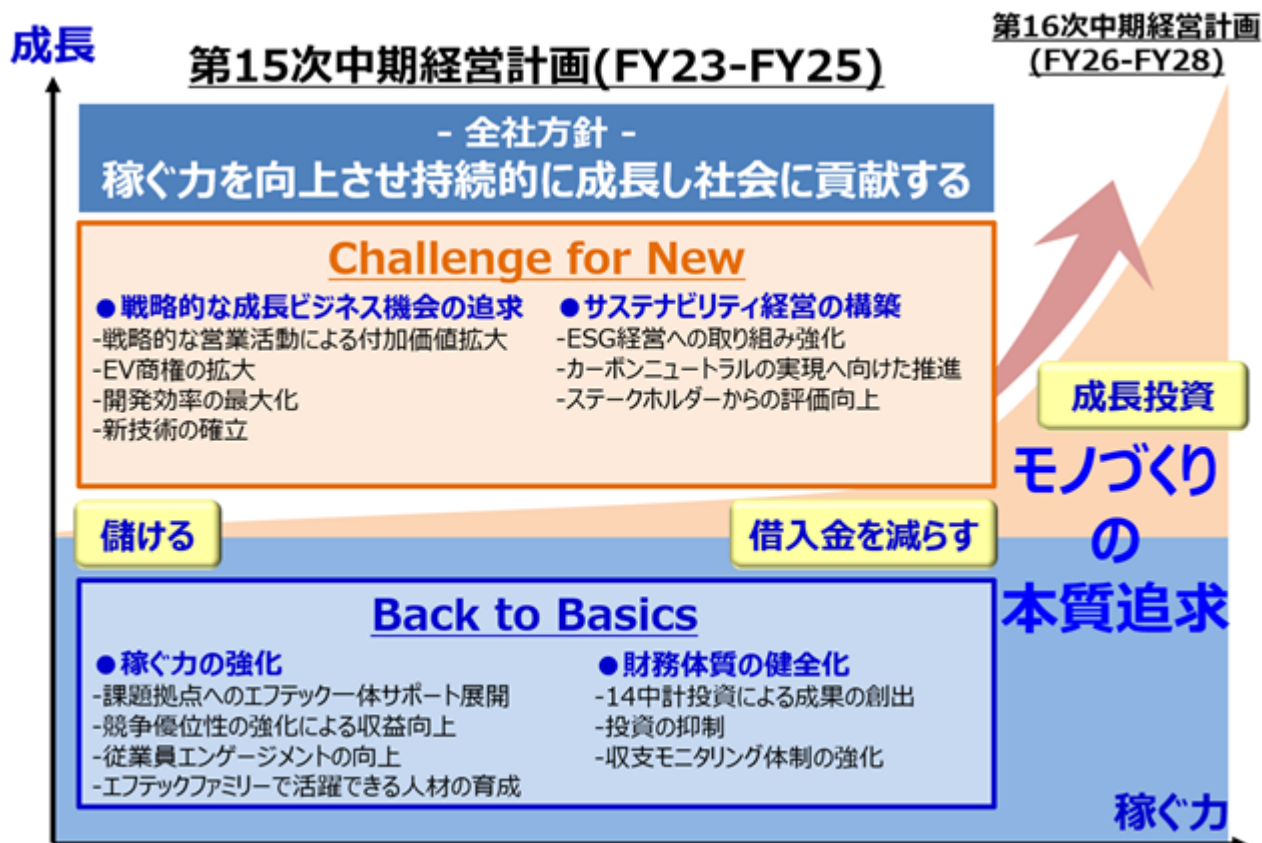 成長
第15次中期経営計画(FY23-FY25)
第16次中期経営計画
(FY26-FY28)
- 全社方針 -
稼ぐ力を向上させ持続的に成長し社会に貢献する
Challenge for New
●戦略的な成長ビジネス機会の追求
-戦略的な営業活動による付加価値拡大
-EV商権の拡大
-開発効率の最大化
-新技術の確立
●サステナビリティ経営の構築
-ESG経営への取り組み強化
-カーボンニュートラルの実現へ向けた推進
-ステークホルダーからの評価向上
成長投資
モノづくり
の
本質追求
儲ける
借入金を減らす
Back to Basics
●稼ぐ力の強化
-課題拠点へのエフテック一体サポート展開
-競争優位性の強化による収益向上
-従業員エンゲージメントの向上
-エフテックファミリーで活躍できる人材の育成
●財務体質の健全化
-14中計投資による成果の創出
-投資の抑制
-収支モニタリング体制の強化
稼ぐ力